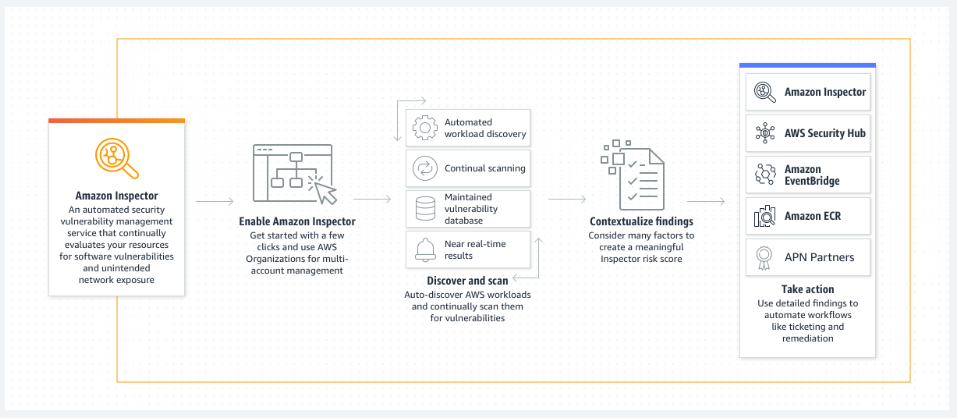 Amazon Inspector
An automated security
vulnerability management
service that continually
evaluates your resources
for software vulnerabilities
and unintended
network exposure
Enable Amazon Inspector
Get started with a few
clicks and use AWS
Organizations for multi-
account management
Automated
workload discovery
Continual scanning
Maintained
vulnerability
database
Near real-time
results
Discover and scan
Auto-discover AWS workloads
and continually scan them
for vulnerabilities
Contextualize findings
Consider many factors to
create a meaningful
Inspector risk score
Amazon Inspector
AWS Security Hub
Amazon
EventBridge
Amazon ECR
APN Partners
Take action
Use detailed findings to
automate workflows
like ticketing and
remediation